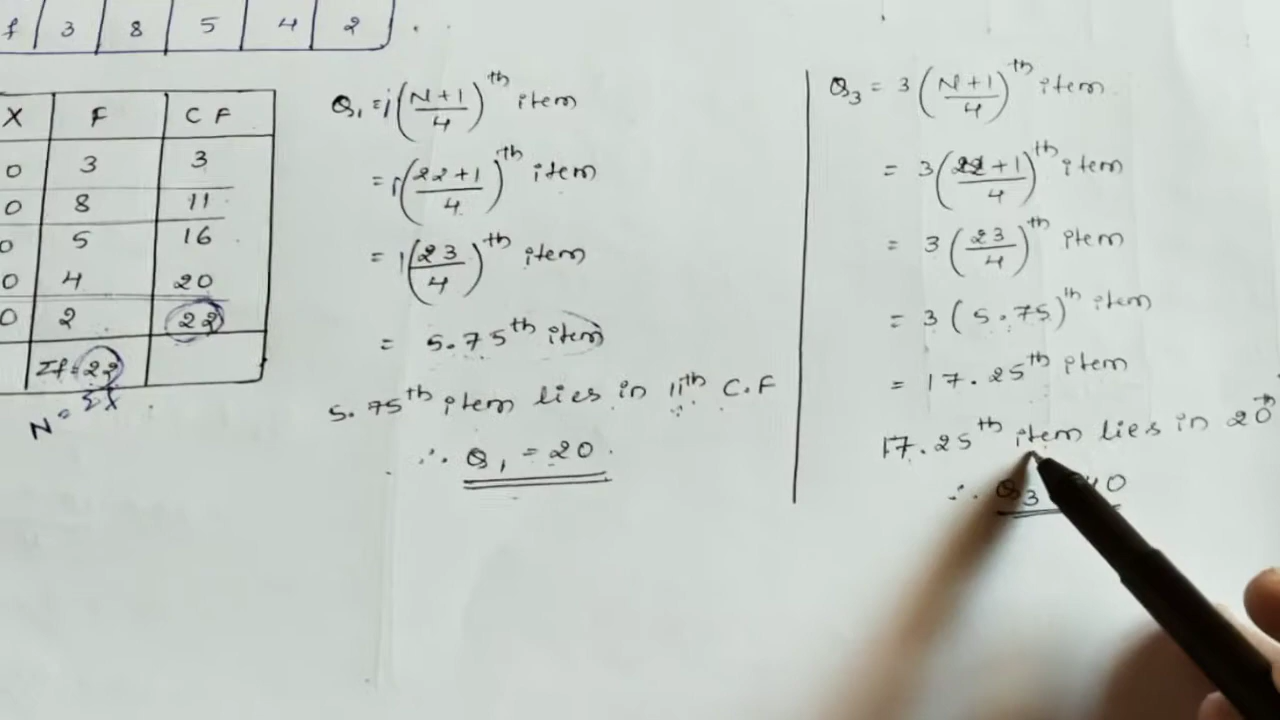 f 3 8 5 4 2
X F CF
0 3 3
0 8 11
0 5 16
0 4 20
0 2 22
Σf=22
N = Σf
Q₁ = 1(N+1/4)th item
= 1(22+1/4)th item
= 1(23/4)th item
= 5.75th item
5.75th item lies in 11th C.F
∴ Q₁ = 20.
Q₃ = 3(N+1/4)th item
= 3(22+1/4)th item
= 3(23/4)th item
= 3(5.75)th item
= 17.25th item
17.25th item lies in 20th
∴ Q₃ 40